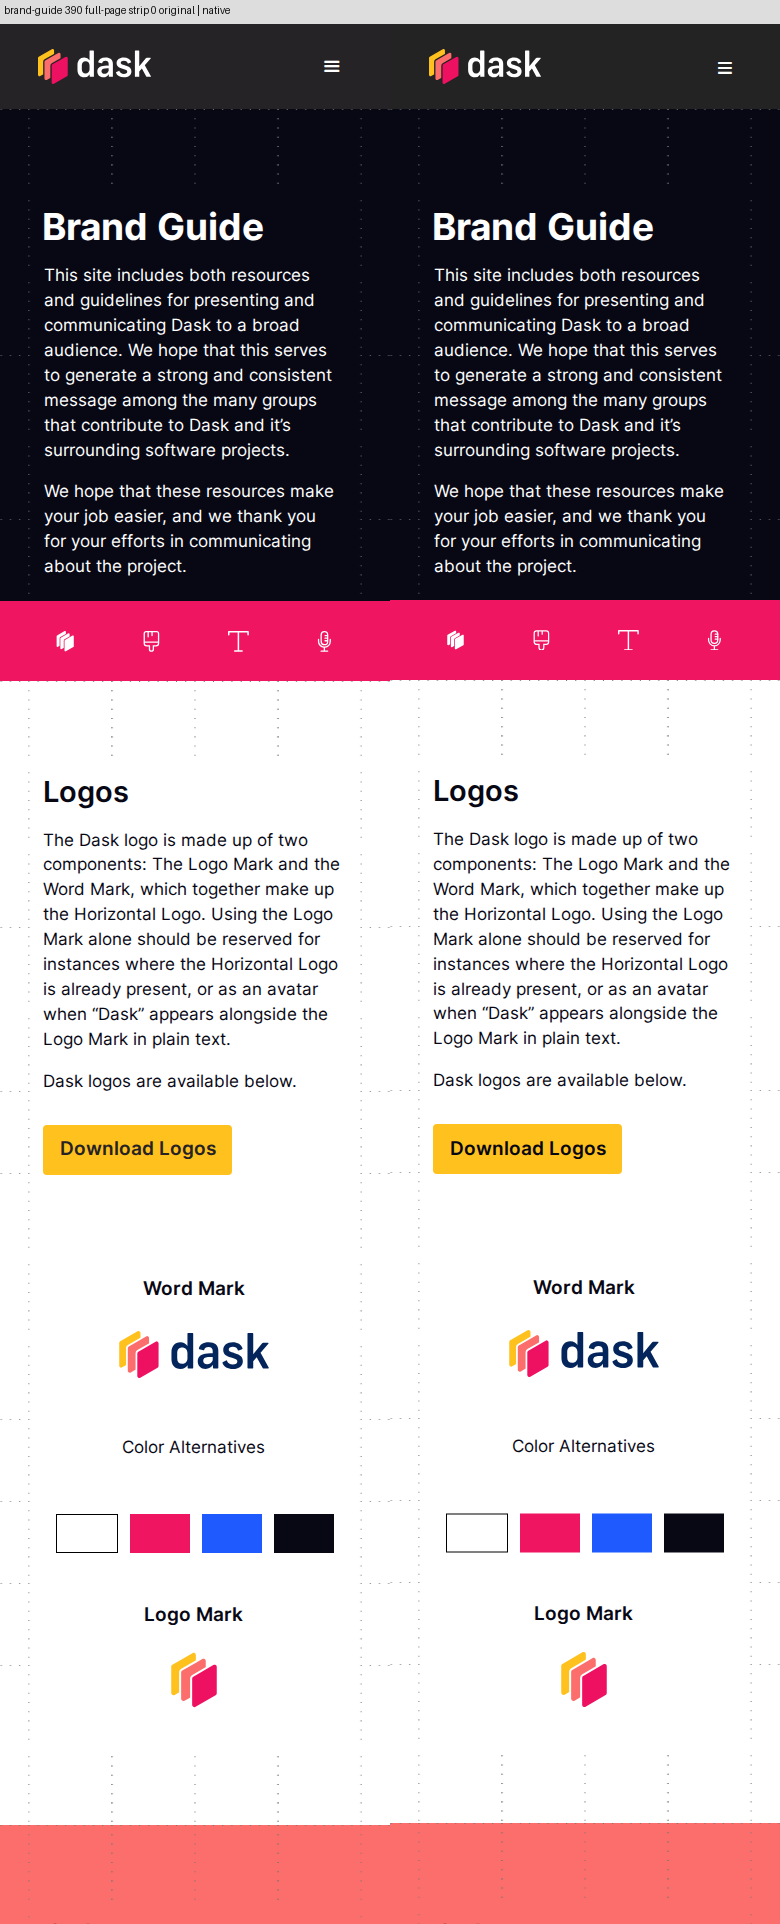 brand-guide 390 full-page strip 0 original | native
dask
Brand Guide
This site includes both resources
and guidelines for presenting and
communicating Dask to a broad
audience. We hope that this serves
to generate a strong and consistent
message among the many groups
that contribute to Dask and it’s
surrounding software projects.
We hope that these resources make
your job easier, and we thank you
for your efforts in communicating
about the project.
Logos
The Dask logo is made up of two
components: The Logo Mark and the
Word Mark, which together make up
the Horizontal Logo. Using the Logo
Mark alone should be reserved for
instances where the Horizontal Logo
is already present, or as an avatar
when “Dask” appears alongside the
Logo Mark in plain text.
Dask logos are available below.
Download Logos
Word Mark
dask
Color Alternatives
Logo Mark
dask
Brand Guide
This site includes both resources
and guidelines for presenting and
communicating Dask to a broad
audience. We hope that this serves
to generate a strong and consistent
message among the many groups
that contribute to Dask and it’s
surrounding software projects.
We hope that these resources make
your job easier, and we thank you
for your efforts in communicating
about the project.
Logos
The Dask logo is made up of two
components: The Logo Mark and the
Word Mark, which together make up
the Horizontal Logo. Using the Logo
Mark alone should be reserved for
instances where the Horizontal Logo
is already present, or as an avatar
when “Dask” appears alongside the
Logo Mark in plain text.
Dask logos are available below.
Download Logos
Word Mark
dask
Color Alternatives
Logo Mark